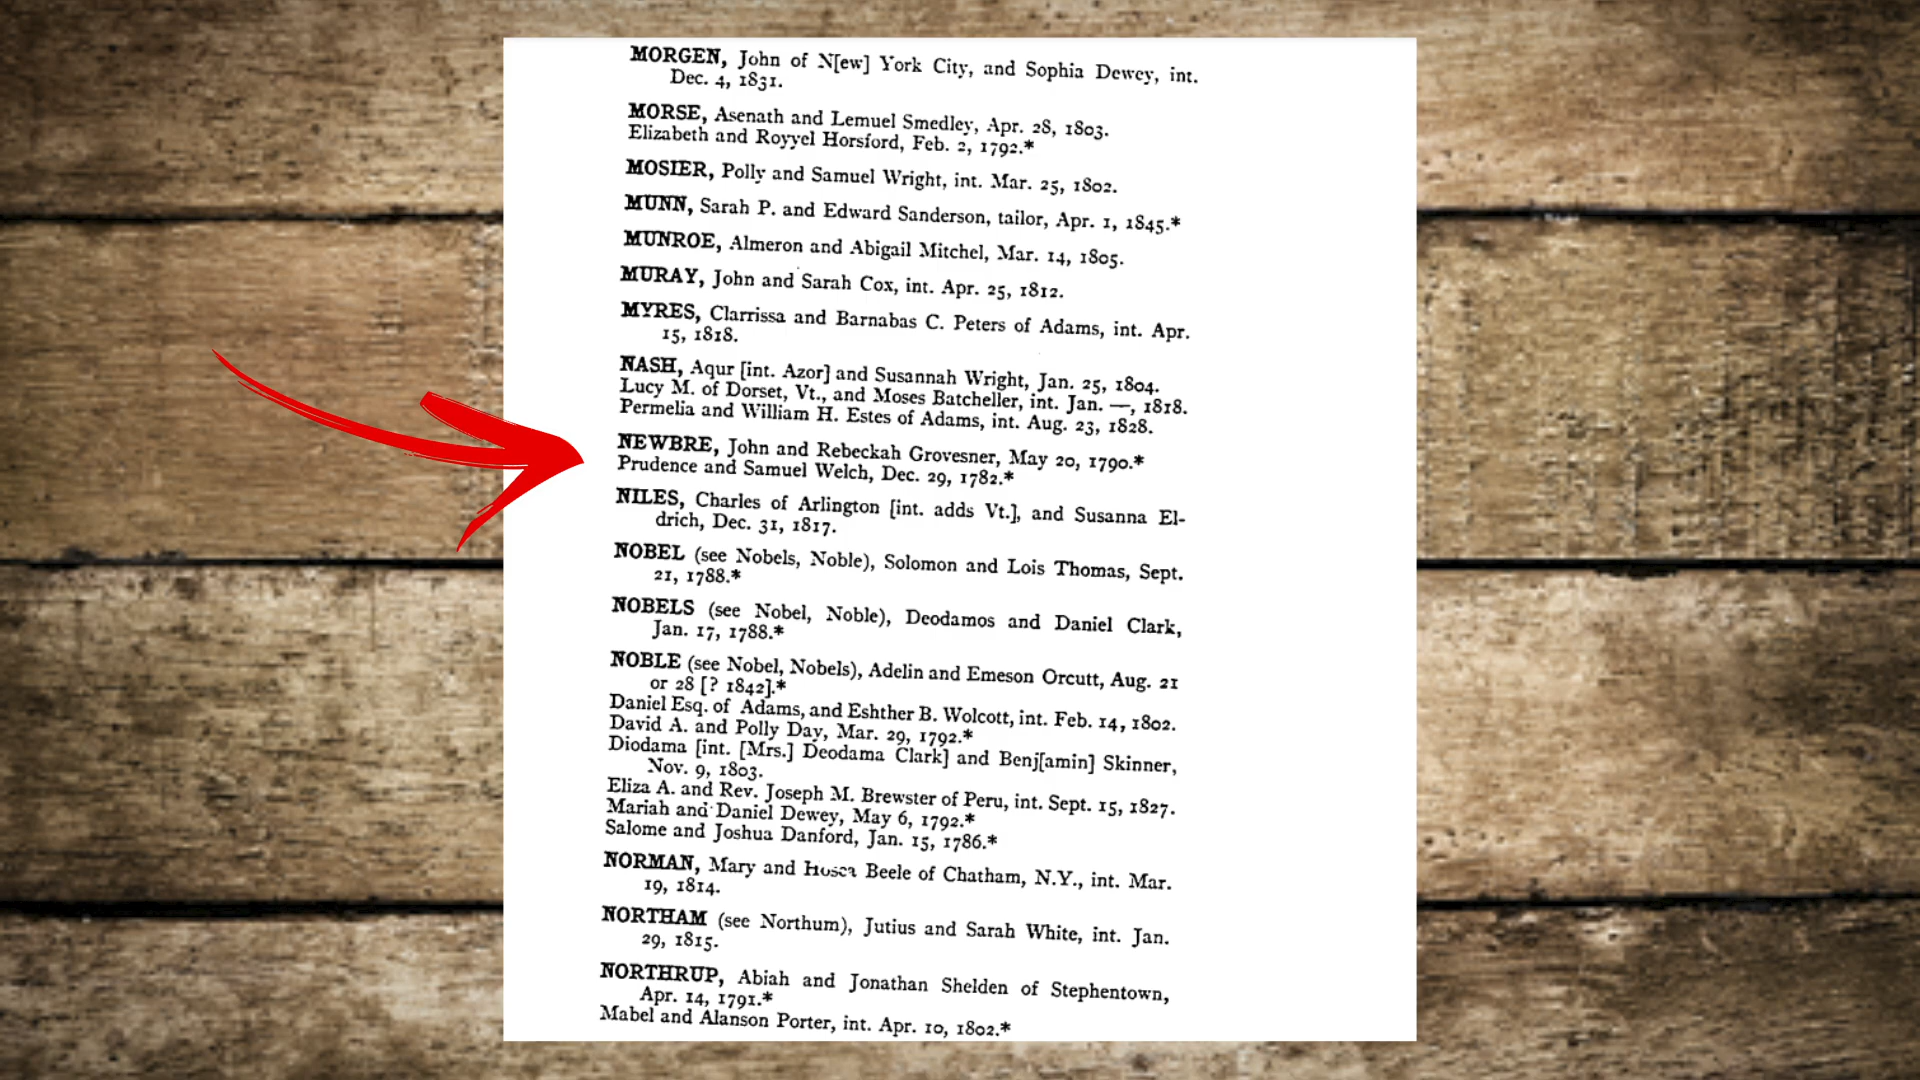 MORGEN, John of N[ew] York City, and Sophia Dewey, int.
Dec. 4, 1831.
MORSE, Asenath and Lemuel Smedley, Apr. 28, 1803.
Elizabeth and Royyel Horsford, Feb. 2, 1792.*
MOSIER, Polly and Samuel Wright, int. Mar. 25, 1802.
MUNN, Sarah P. and Edward Sanderson, tailor, Apr. 1, 1845.*
MUNROE, Almeron and Abigail Mitchel, Mar. 14, 1805.
MURAY, John and Sarah Cox, int. Apr. 25, 1812.
MYRES, Clarrissa and Barnabas C. Peters of Adams, int. Apr.
15, 1818.
NASH, Aqur [int. Azor] and Susannah Wright, Jan. 25, 1804.
Lucy M. of Dorset, Vt., and Moses Batcheller, int. Jan. —, 1818.
Permelia and William H. Estes of Adams, int. Aug. 23, 1828.
NEWBRE, John and Rebeckah Grovesner, May 20, 1790.*
Prudence and Samuel Welch, Dec. 29, 1782.*
NILES, Charles of Arlington [int. adds Vt.], and Susanna El-
drich, Dec. 31, 1817.
NOBEL (see Nobels, Noble), Solomon and Lois Thomas, Sept.
21, 1788.*
NOBELS (see Nobel, Noble), Deodamos and Daniel Clark,
Jan. 17, 1788.*
NOBLE (see Nobel, Nobels), Adelin and Emeson Orcutt, Aug. 21
or 28 [? 1842].*
Daniel Esq. of Adams, and Eshther B. Wolcott, int. Feb. 14, 1802.
David A. and Polly Day, Mar. 29, 1792.*
Diodama [int. [Mrs.] Deodama Clark] and Benj[amin] Skinner,
Nov. 9, 1803.
Eliza A. and Rev. Joseph M. Brewster of Peru, int. Sept. 15, 1827.
Mariah and Daniel Dewey, May 6, 1792.*
Salome and Joshua Danford, Jan. 15, 1786.*
NORMAN, Mary and Hosea Beele of Chatham, N.Y., int. Mar.
19, 1814.
NORTHAM (see Northum), Jutius and Sarah White, int. Jan.
29, 1815.
NORTHRUP, Abiah and Jonathan Shelden of Stephentown,
Apr. 14, 1791.*
Mabel and Alanson Porter, int. Apr. 10, 1802.*